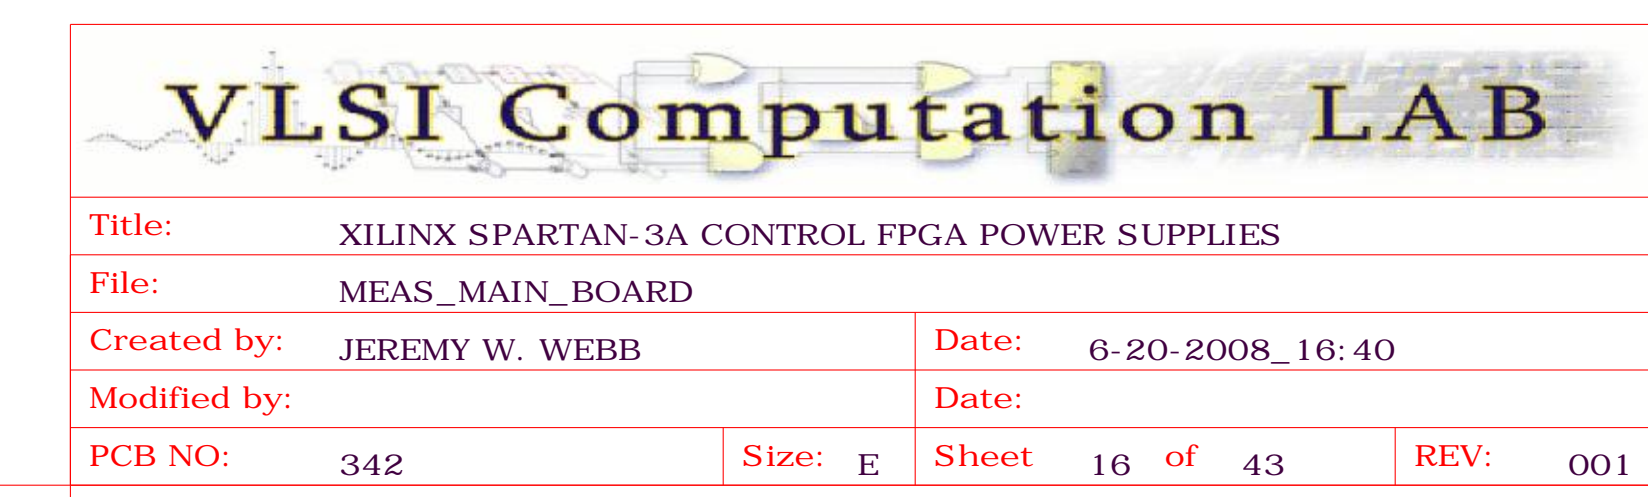 VLSI Computation LAB
Title: XILINX SPARTAN-3A CONTROL FPGA POWER SUPPLIES
File: MEAS_MAIN_BOARD
Created by: JEREMY W. WEBB Date: 6-20-2008_16:40
Modified by: Date:
PCB NO: 342 Size: E Sheet 16 of 43 REV: 001